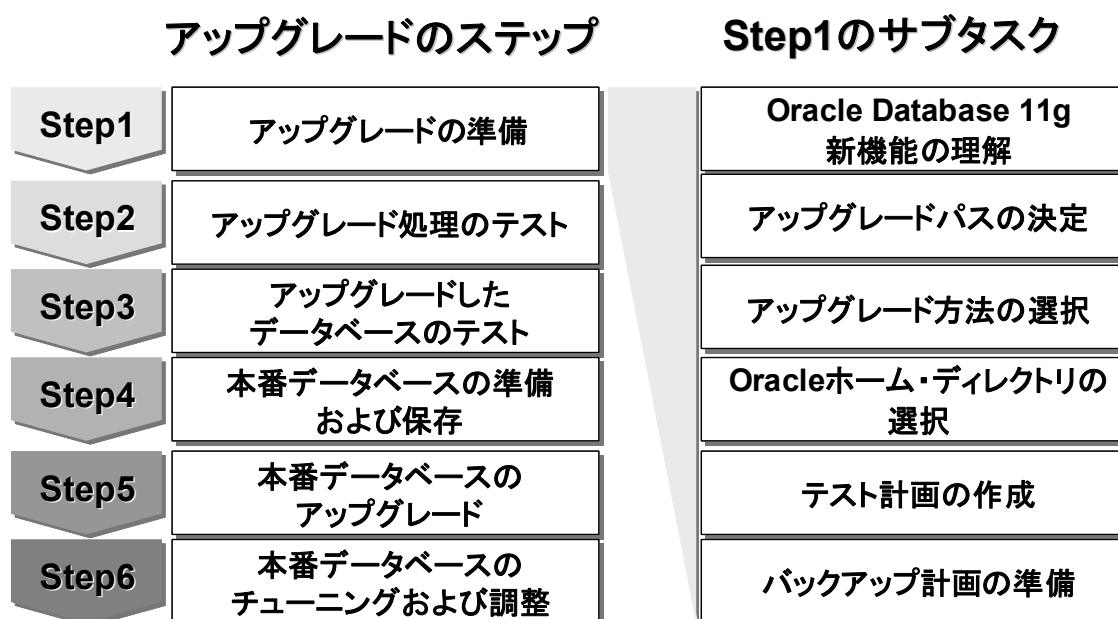 アップグレードのステップ
Step1のサブタスク
Step1
アップグレードの準備
Step2
アップグレード処理のテスト
Step3
アップグレードした
データベースのテスト
Step4
本番データベースの準備
および保存
Step5
本番データベースの
アップグレード
Step6
本番データベースの
チューニングおよび調整
Oracle Database 11g
新機能の理解
アップグレードパスの決定
アップグレード方法の選択
Oracleホーム・ディレクトリの
選択
テスト計画の作成
バックアップ計画の準備